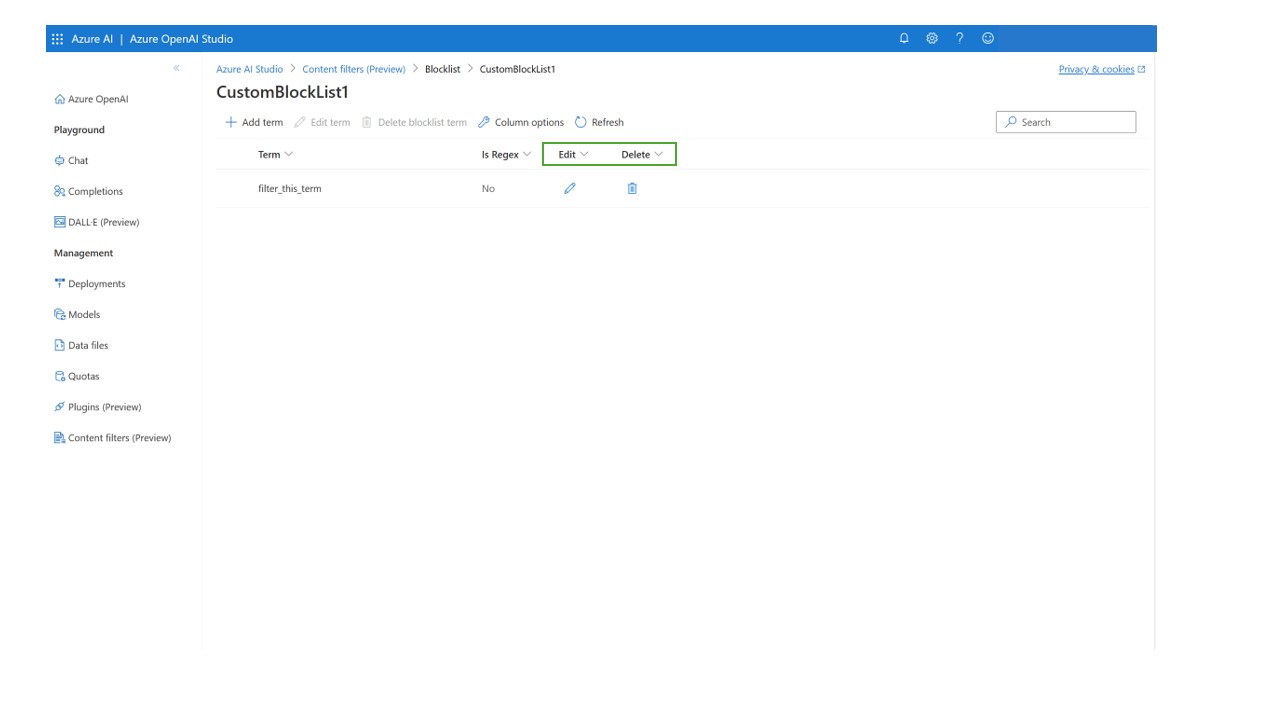 Azure AI | Azure OpenAI Studio
Azure AI Studio > Content filters (Preview) > Blocklist > CustomBlockList1
Privacy & cookies
CustomBlockList1
Add term Edit term Delete blocklist term Column options Refresh
Search
Term Is Regex Edit Delete
filter_this_term No
Azure OpenAI
Playground
Chat
Completions
DALL·E (Preview)
Management
Deployments
Models
Data files
Quotas
Plugins (Preview)
Content filters (Preview)